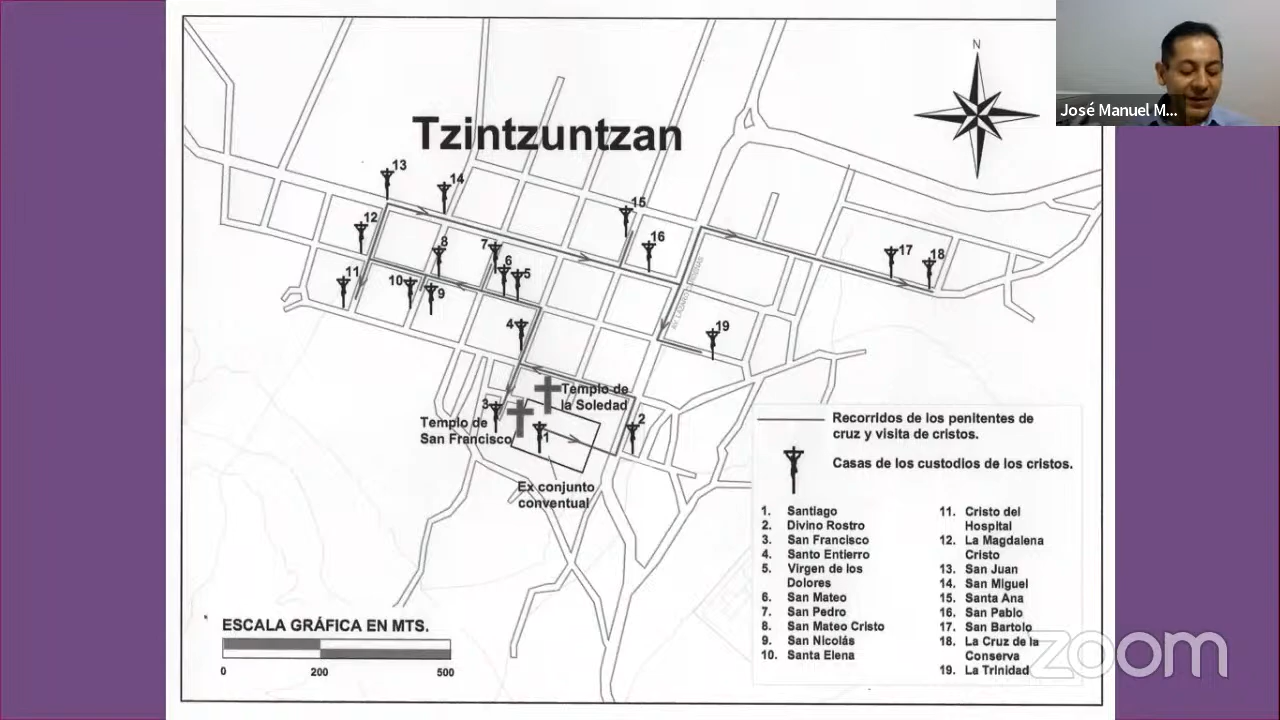 N
José Manuel M...
Tzintzuntzan
13
14
15
12
16
7
8
6
5
17
18
11
10
9
4
19
Templo de
la Soledad
3
Templo de
San Francisco
1
2
Ex conjunto
conventual
Recorridos de los penitentes de
cruz y visita de cristos.
Casas de los custodios de los cristos.
1. Santiago
2. Divino Rostro
3. San Francisco
4. Santo Entierro
5. Virgen de los
Dolores
6. San Mateo
7. San Pedro
8. San Mateo Cristo
9. San Nicolás
10. Santa Elena
11. Cristo del
Hospital
12. La Magdalena
Cristo
13. San Juan
14. San Miguel
15. Santa Ana
16. San Pablo
17. San Bartolo
18. La Cruz de la
Conserva
19. La Trinidad
ESCALA GRÁFICA EN MTS.
0 200 500
zoom